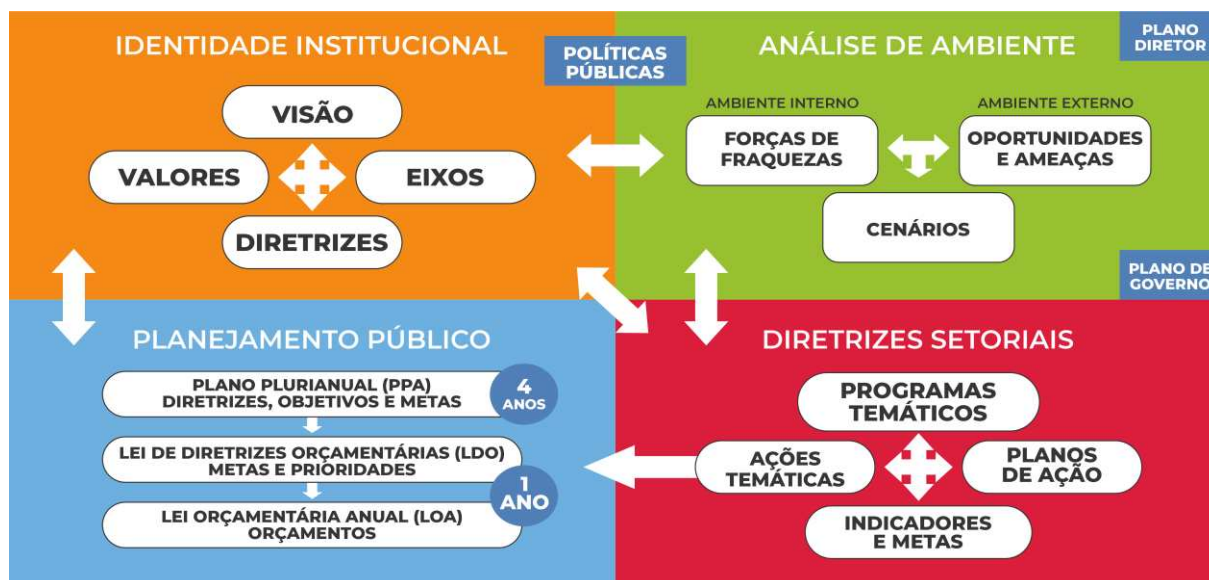 IDENTIDADE INSTITUCIONAL
VISÃO
VALORES
EIXOS
DIRETRIZES
POLÍTICAS
PÚBLICAS
ANÁLISE DE AMBIENTE
PLANO
DIRETOR
AMBIENTE INTERNO
FORÇAS DE
FRAQUEZAS
AMBIENTE EXTERNO
OPORTUNIDADES
E AMEAÇAS
CENÁRIOS
PLANO DE
GOVERNO
PLANEJAMENTO PÚBLICO
PLANO PLURIANUAL (PPA)
DIRETRIZES, OBJETIVOS E METAS
4
ANOS
LEI DE DIRETRIZES ORÇAMENTÁRIAS (LDO)
METAS E PRIORIDADES
1
ANO
LEI ORÇAMENTÁRIA ANUAL (LOA)
ORÇAMENTOS
DIRETRIZES SETORIAIS
PROGRAMAS
TEMÁTICOS
AÇÕES
TEMÁTICAS
PLANOS
DE AÇÃO
INDICADORES
E METAS